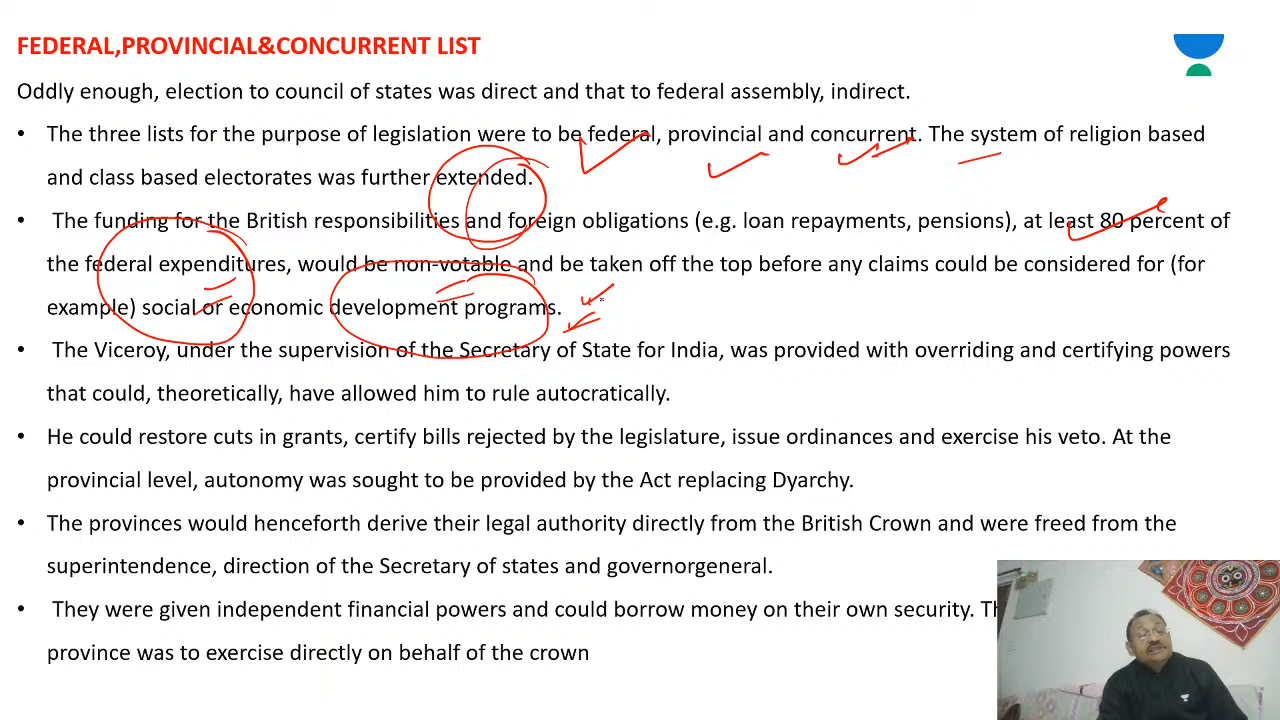 FEDERAL,PROVINCIAL&CONCURRENT LIST
Oddly enough, election to council of states was direct and that to federal assembly, indirect.
• The three lists for the purpose of legislation were to be federal, provincial and concurrent. The system of religion based
and class based electorates was further extended.
• The funding for the British responsibilities and foreign obligations (e.g. loan repayments, pensions), at least 80 percent of
the federal expenditures, would be non-votable and be taken off the top before any claims could be considered for (for
example) social or economic development programs.
• The Viceroy, under the supervision of the Secretary of State for India, was provided with overriding and certifying powers
that could, theoretically, have allowed him to rule autocratically.
• He could restore cuts in grants, certify bills rejected by the legislature, issue ordinances and exercise his veto. At the
provincial level, autonomy was sought to be provided by the Act replacing Dyarchy.
• The provinces would henceforth derive their legal authority directly from the British Crown and were freed from the
superintendence, direction of the Secretary of states and governorgeneral.
• They were given independent financial powers and could borrow money on their own security.
province was to exercise directly on behalf of the crown